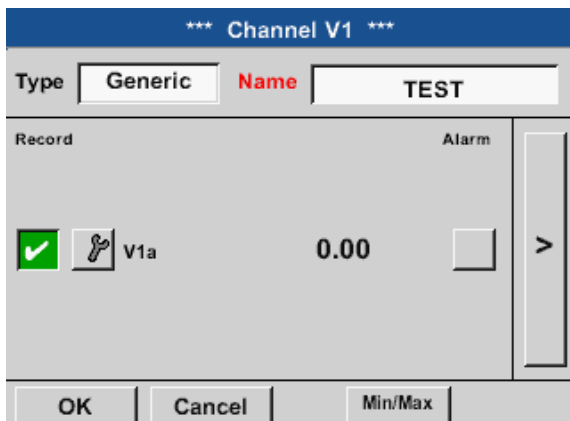 *** Channel V1 ***
Type Generic Name TEST
Record Alarm
V1a 0.00 >
OK Cancel Min/Max